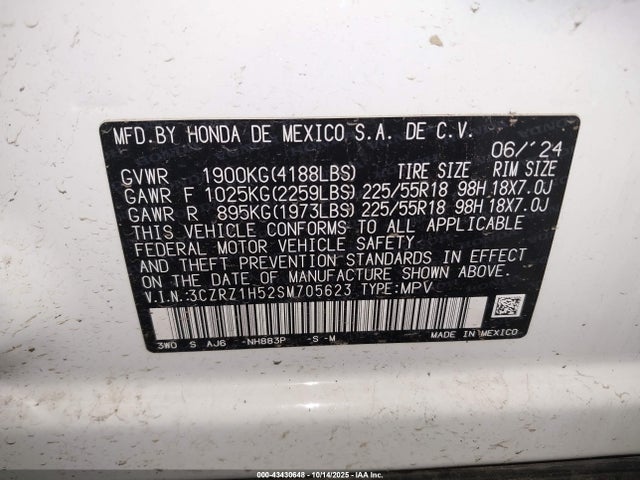 MFD.BY HONDA DE MEXICO S.A. DE C.V.
06/'24
GVWR 1900KG(4188LBS) TIRE SIZE RIM SIZE
GAWR F 1025KG(2259LBS) 225/55R18 98H 18X7.0J
GAWR R 895KG(1973LBS) 225/55R18 98H 18X7.0J
THIS VEHICLE CONFORMS TO ALL APPLICABLE
FEDERAL MOTOR VEHICLE SAFETY
AND THEFT PREVENTION STANDARDS IN EFFECT
ON THE DATE OF MANUFACTURE SHOWN ABOVE.
V.I.N.:3CZRZ1H52SM705623 TYPE:MPV
3W0 S AJ6 -NH883P -S -M MADE IN MEXICO
000-43430648 | 10/14/2025 | IAA Inc.